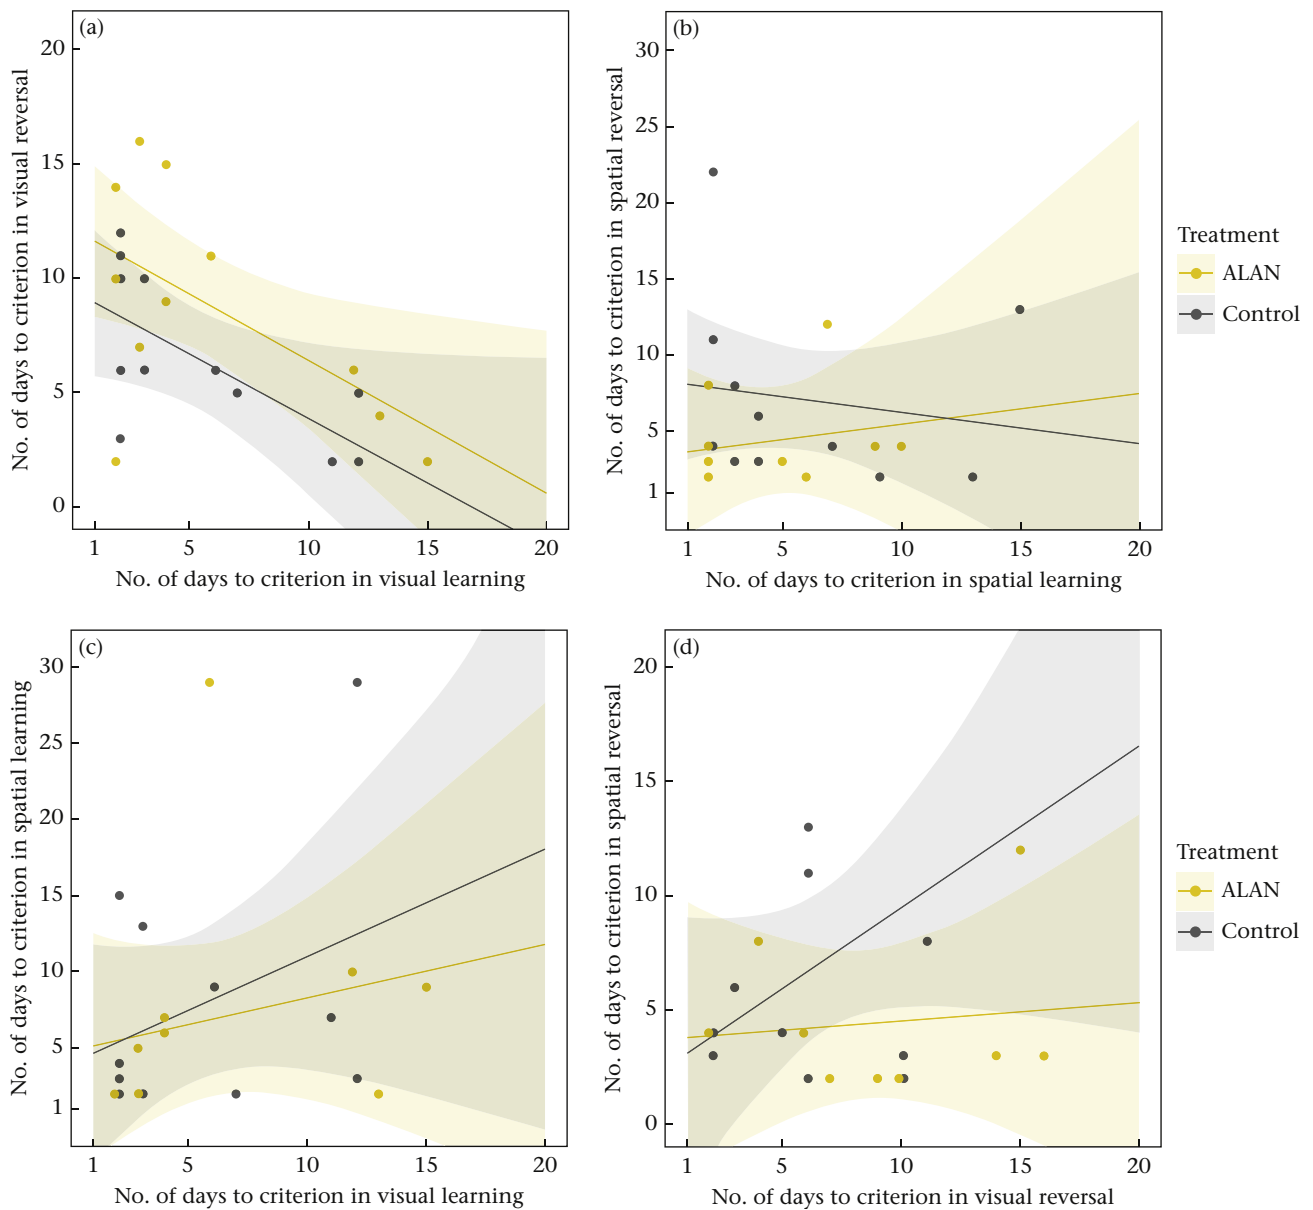 (a)
20
15
10
5
0
No. of days to criterion in visual reversal
1 5 10 15 20
No. of days to criterion in visual learning
(b)
30
25
20
15
10
5
1
No. of days to criterion in spatial reversal
1 5 10 15 20
No. of days to criterion in spatial learning
Treatment
ALAN
Control
(c)
30
25
20
15
10
5
1
No. of days to criterion in spatial learning
1 5 10 15 20
No. of days to criterion in visual learning
(d)
20
15
10
5
0
No. of days to criterion in spatial reversal
1 5 10 15 20
No. of days to criterion in visual reversal
Treatment
ALAN
Control